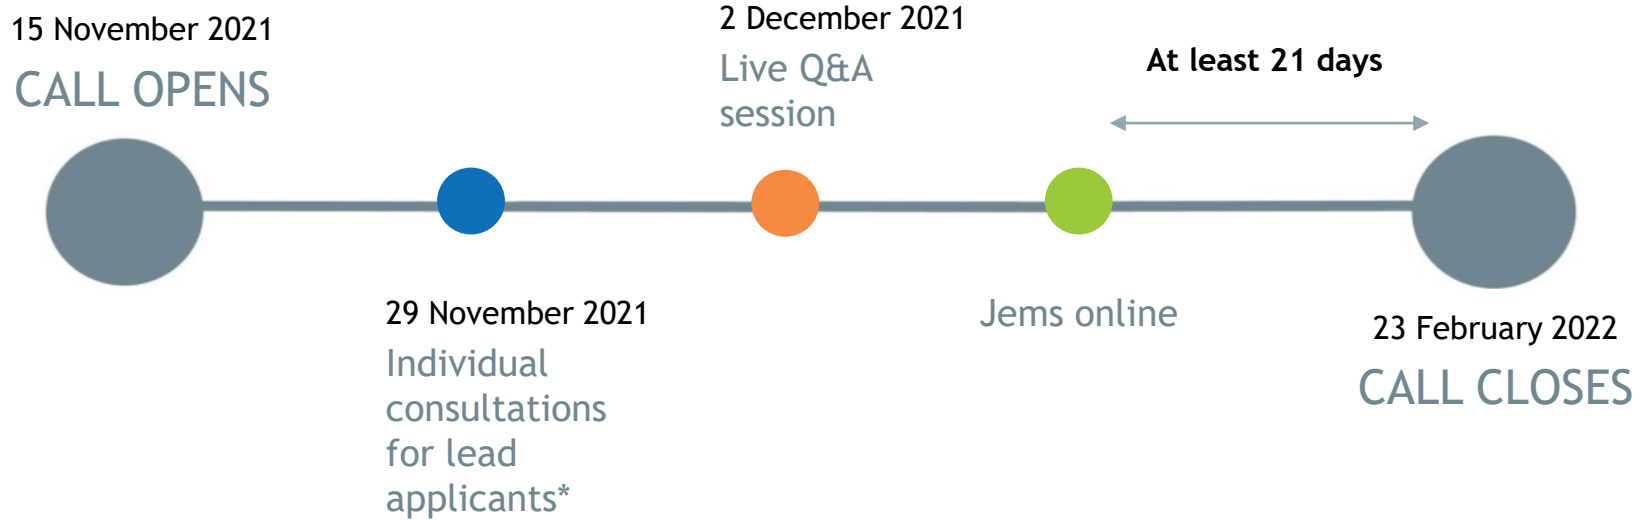 15 November 2021
CALL OPENS
2 December 2021
Live Q&A
session
At least 21 days
29 November 2021
Individual
consultations
for lead
applicants*
Jems online
23 February 2022
CALL CLOSES